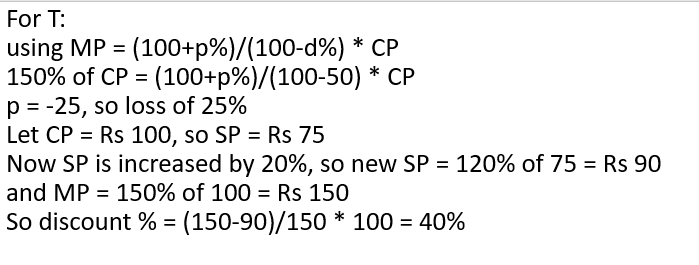 For T:
using MP = (100+p%)/(100-d%) * CP
150% of CP = (100+p%)/(100-50) * CP
p = -25, so loss of 25%
Let CP = Rs 100, so SP = Rs 75
Now SP is increased by 20%, so new SP = 120% of 75 = Rs 90
and MP = 150% of 100 = Rs 150
So discount % = (150-90)/150 * 100 = 40%